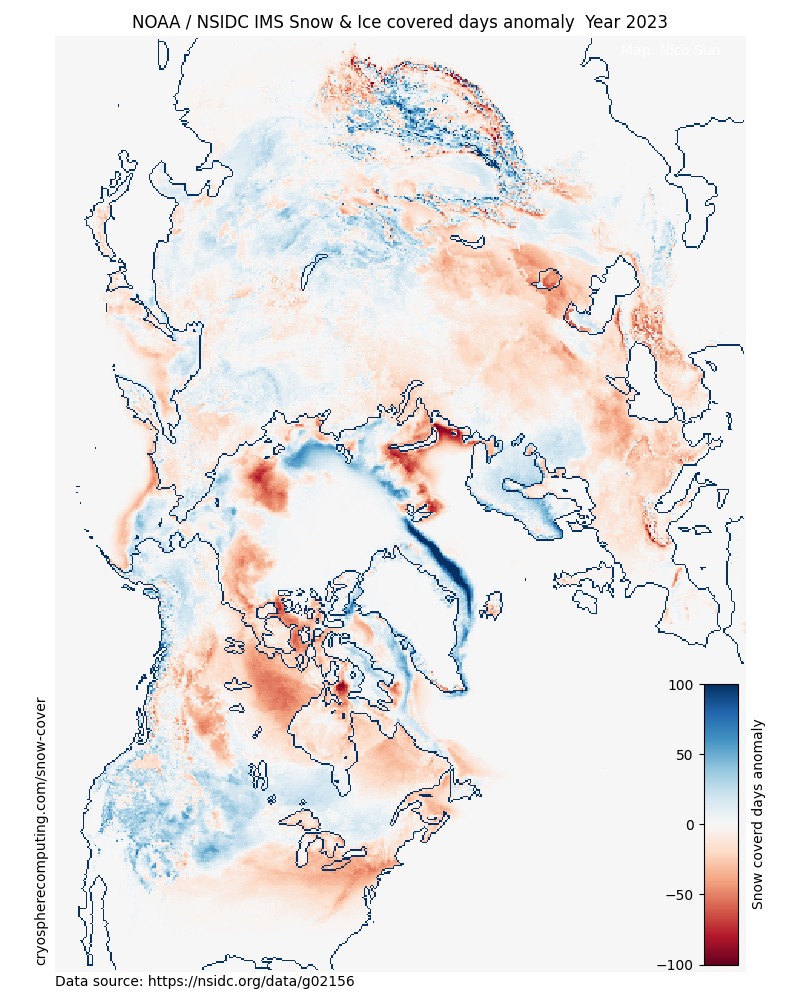 NOAA / NSIDC IMS Snow & Ice covered days anomaly  Year 2023
Map: Nico Sun
cryospherecomputing.com/snow-cover
100
50
0
−50
−100
Snow coverd days anomaly
Data source: https://nsidc.org/data/g02156